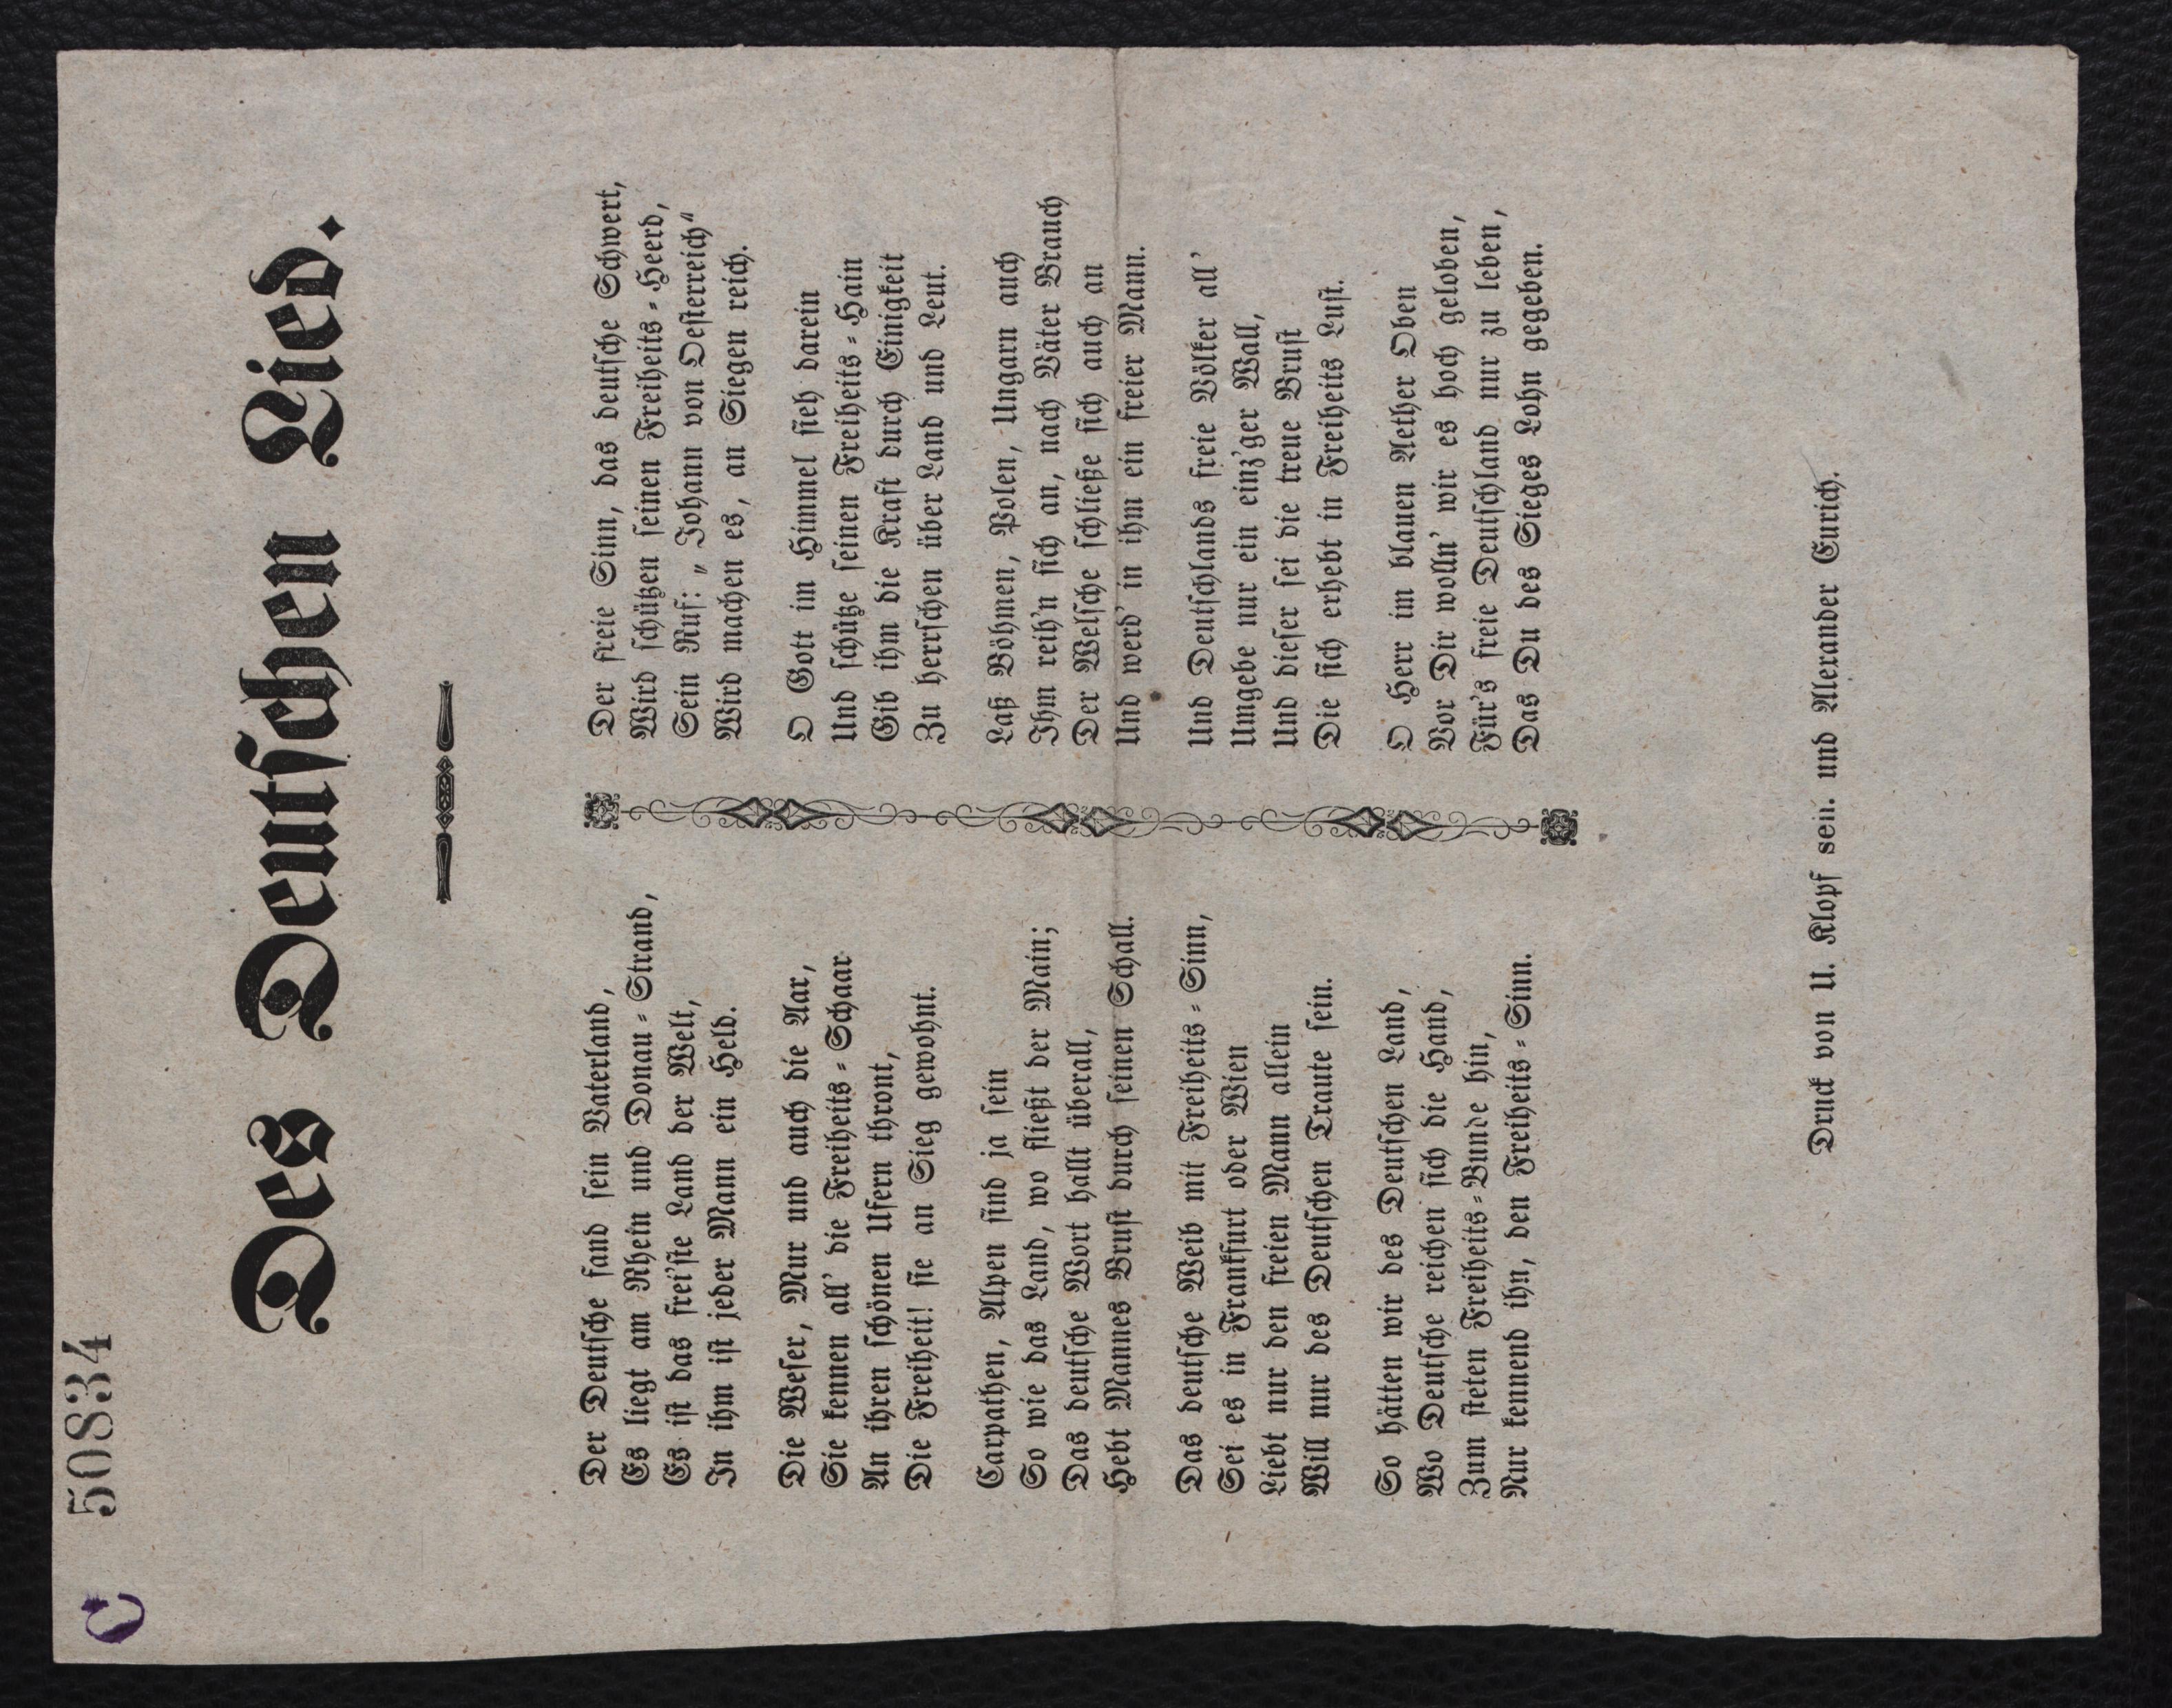 C 50834
Des Deutschen Lied.
Der Deutsche fand sein Vaterland,
Es liegt am Rhein und Donau-Strand,
Es ist das frei'ste Land der Welt,
In ihm ist jeder Mann ein Held.
Die Weser, Mur und auch die Aar,
Sie kennen all' die Freiheits-Schaar
An ihren schönen Ufern thront,
Die Freiheit! sie an Sieg gewohnt.
Carpathen, Alpen sind ja sein
So wie das Land, wo fließt der Main;
Das deutsche Wort hallt überall,
Hebt Mannes Brust durch seinen Schall.
Das deutsche Weib mit Freiheits-Sinn,
Sei es in Frankfurt oder Wien
Liebt nur den freien Mann allein
Will nur des Deutschen Traute sein.
So hätten wir des Deutschen Land,
Wo Deutsche reichen sich die Hand,
Zum steten Freiheits-Bunde hin,
Nur kennend ihn, den Freiheits-Sinn.
Der freie Sinn, das deutsche Schwert,
Wird schützen seinen Freiheits-Heerd,
Sein Ruf: „Johann von Oesterreich"
Wird machen es, an Siegen reich.
O Gott im Himmel sieh darein
Und schütze seinen Freiheits-Hain
Gib ihm die Kraft durch Einigkeit
Zu herrschen über Land und Leut.
Laß Böhmen, Polen, Ungarn auch
Ihm reih'n sich an, nach Väter Brauch
Der Welsche schließe sich auch an
Und werd' in ihm ein freier Mann.
Und Deutschlands freie Völker all'
Umgebe nur ein einz'ger Wall,
Und dieser sei die treue Brust
Die sich erhebt in Freiheits Lust.
O Herr im blauen Aether Oben
Vor Dir wolln' wir es hoch geloben,
Für's freie Deutschland nur zu leben,
Das Du des Sieges Lohn gegeben.
Druck von U. Klopf sen. und Alexander Eurich.